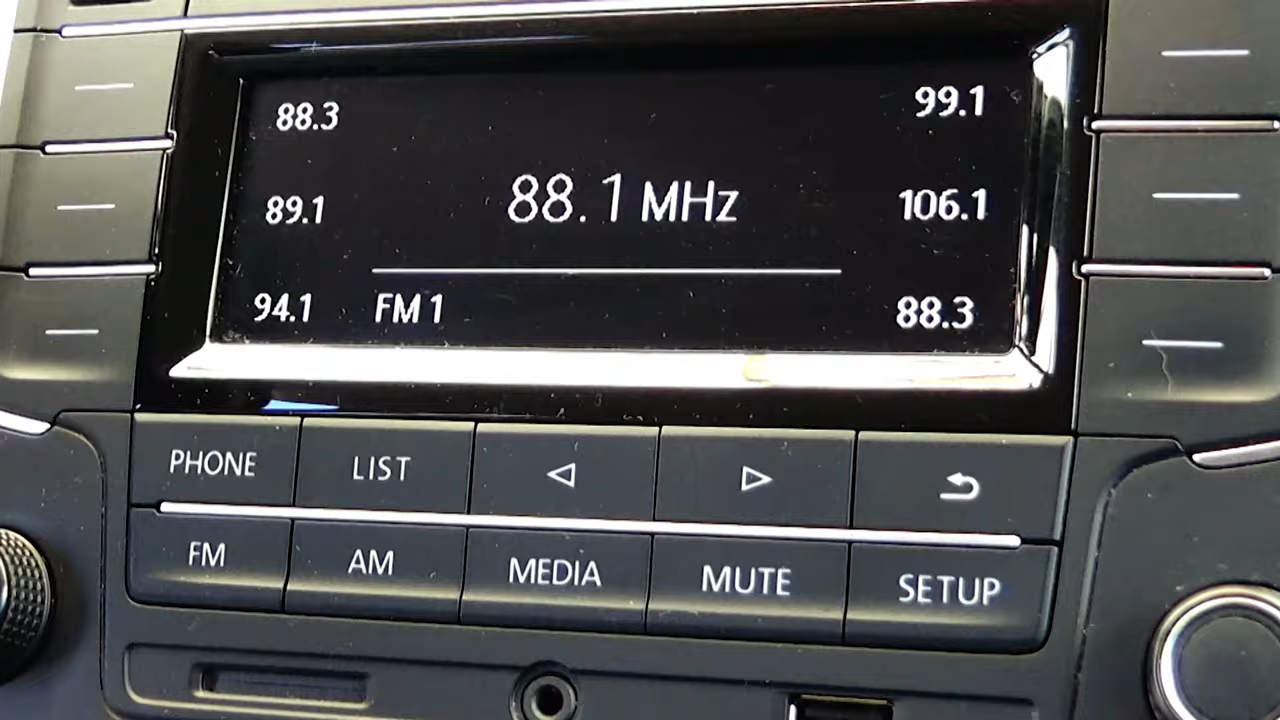 88.3
99.1
89.1
88.1 MHz
106.1
94.1
FM 1
88.3
PHONE
LIST
FM
AM
MEDIA
MUTE
SETUP